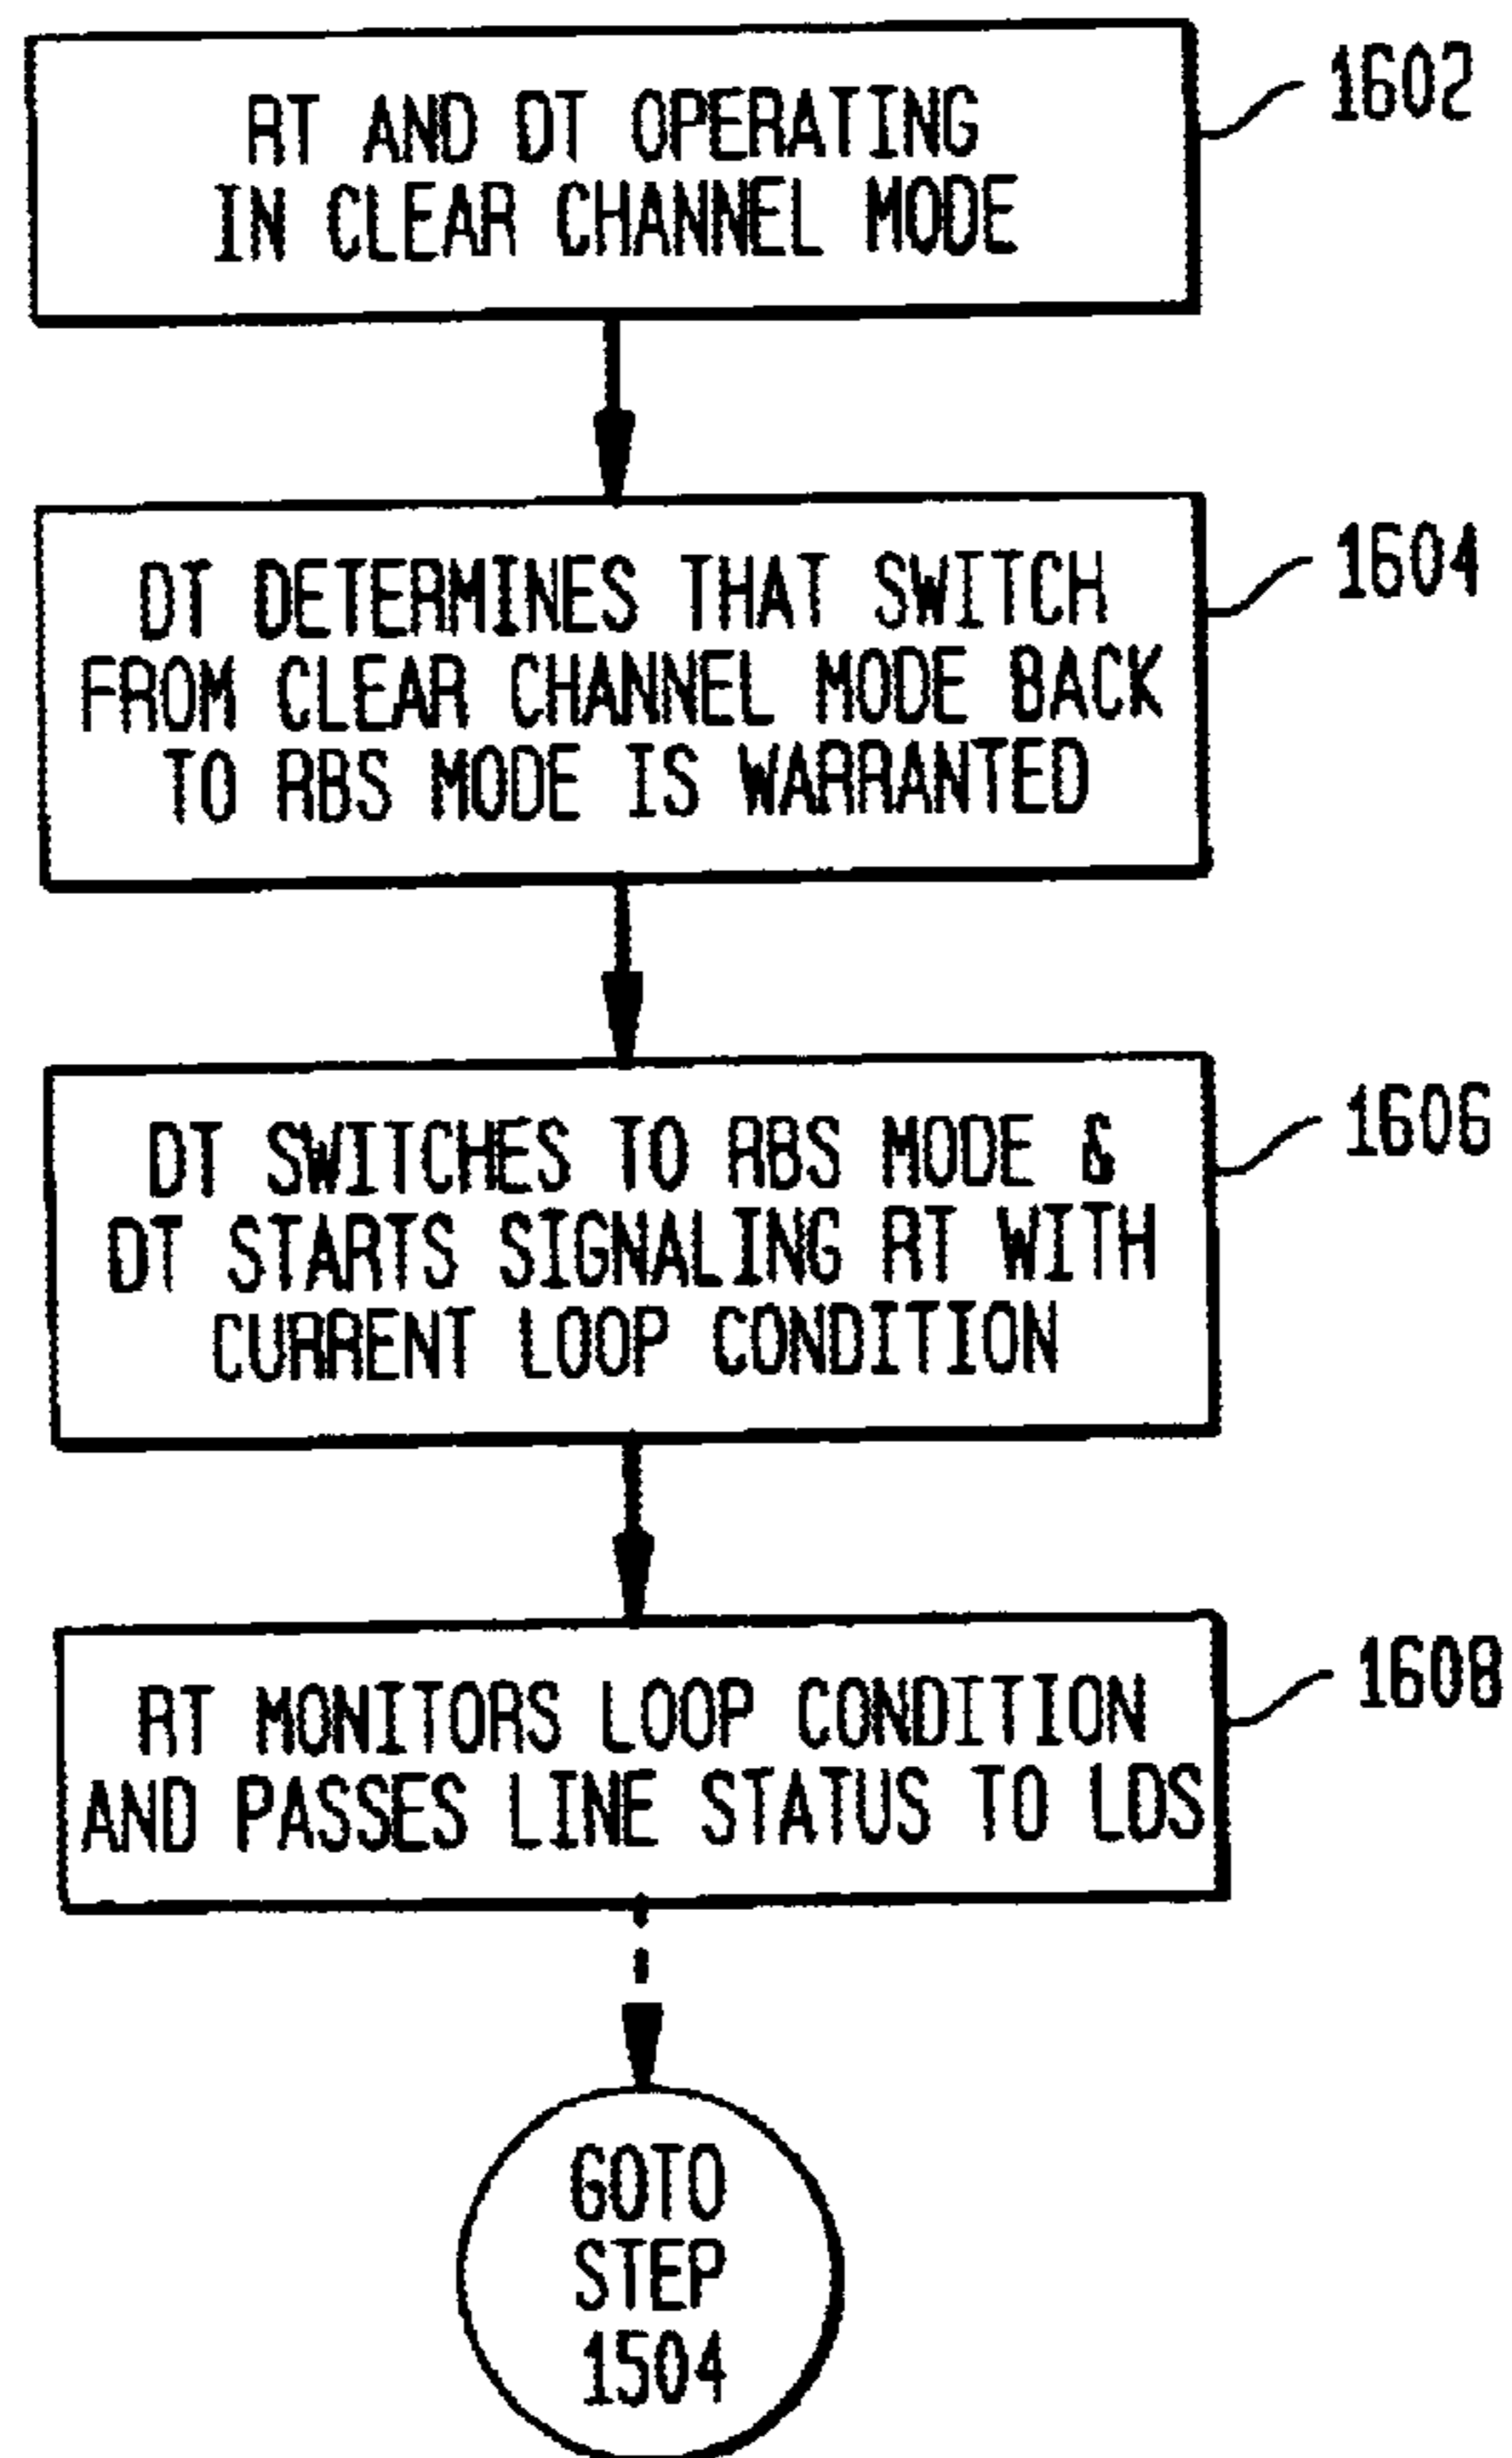 RT AND DT OPERATING
IN CLEAR CHANNEL MODE
1602
DT DETERMINES THAT SWITCH
FROM CLEAR CHANNEL MODE BACK
TO RBS MODE IS WARRANTED
1604
DT SWITCHES TO RBS MODE &
DT STARTS SIGNALING RT WITH
CURRENT LOOP CONDITION
1606
RT MONITORS LOOP CONDITION
AND PASSES LINE STATUS TO LDS
1608
GOTO
STEP
1504